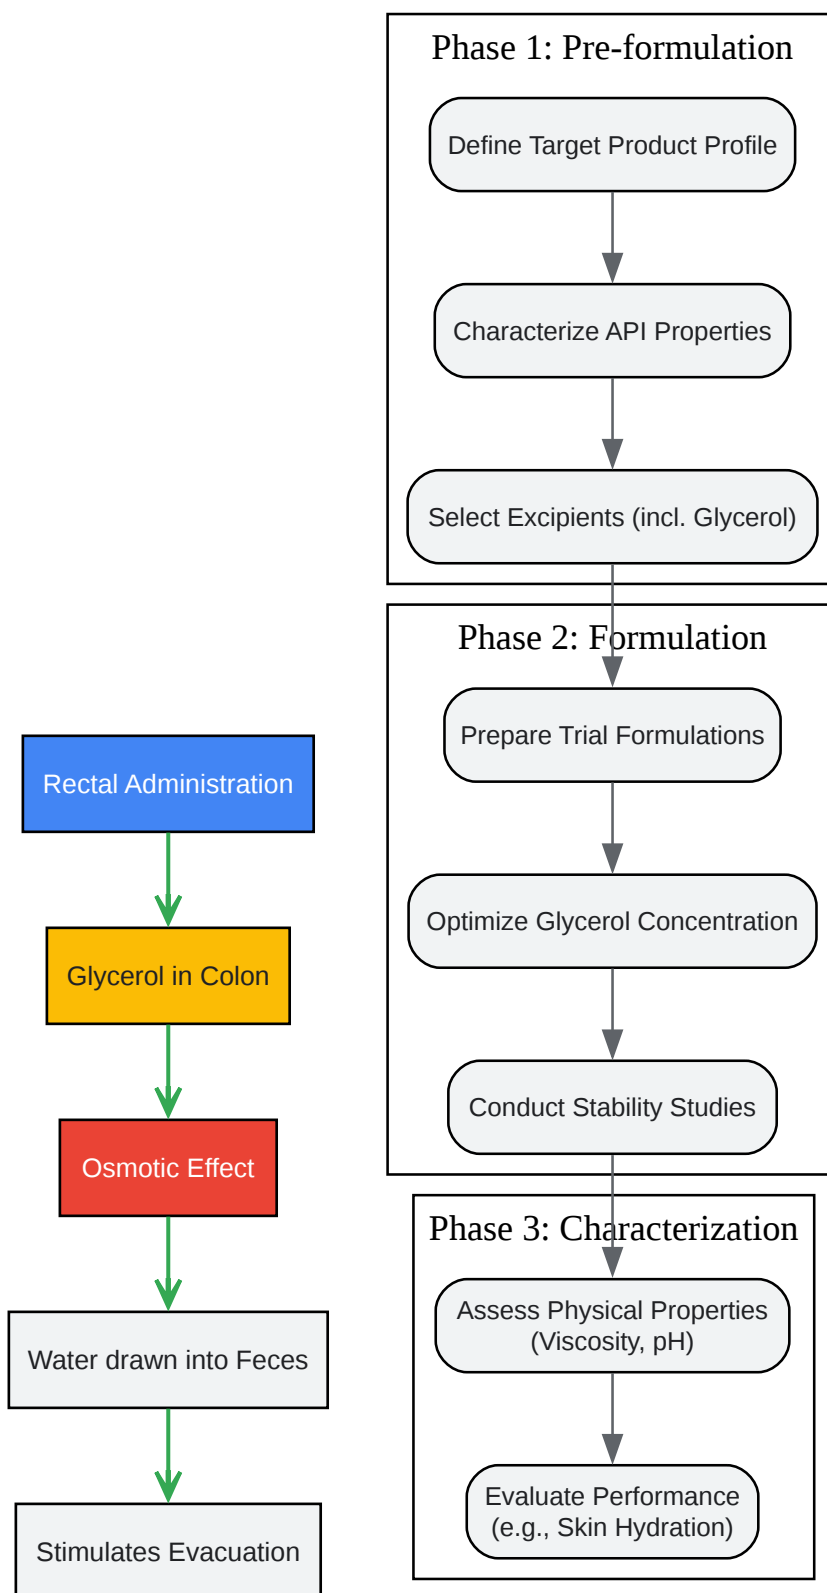 Phase 1: Pre-formulation
Define Target Product Profile
Characterize API Properties
Select Excipients (incl. Glycerol)
Phase 2: Formulation
Prepare Trial Formulations
Optimize Glycerol Concentration
Conduct Stability Studies
Phase 3: Characterization
Assess Physical Properties
(Viscosity, pH)
Evaluate Performance
(e.g., Skin Hydration)
Rectal Administration
Glycerol in Colon
Osmotic Effect
Water drawn into Feces
Stimulates Evacuation